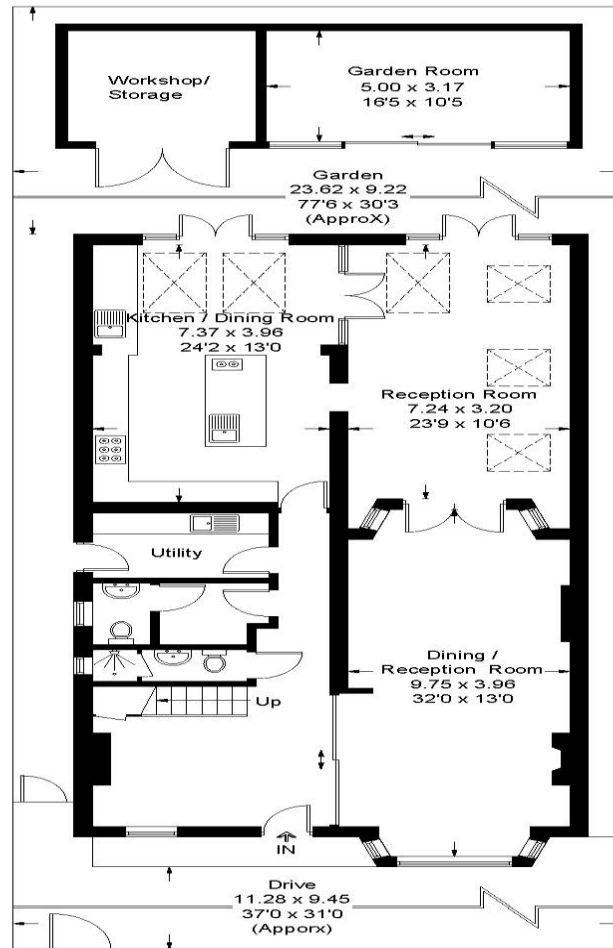 Workshop/
Storage
Garden Room
5.00 x 3.17
16'5 x 10'5
Garden
23.62 x 9.22
77'6 x 30'3
(ApproX)
Kitchen / Dining Room
7.37 x 3.96
24'2 x 13'0
Reception Room
7.24 x 3.20
23'9 x 10'6
Utility
Dining /
Reception Room
9.75 x 3.96
32'0 x 13'0
Up
IN
Drive
11.28 x 9.45
37'0 x 31'0
(Apporx)